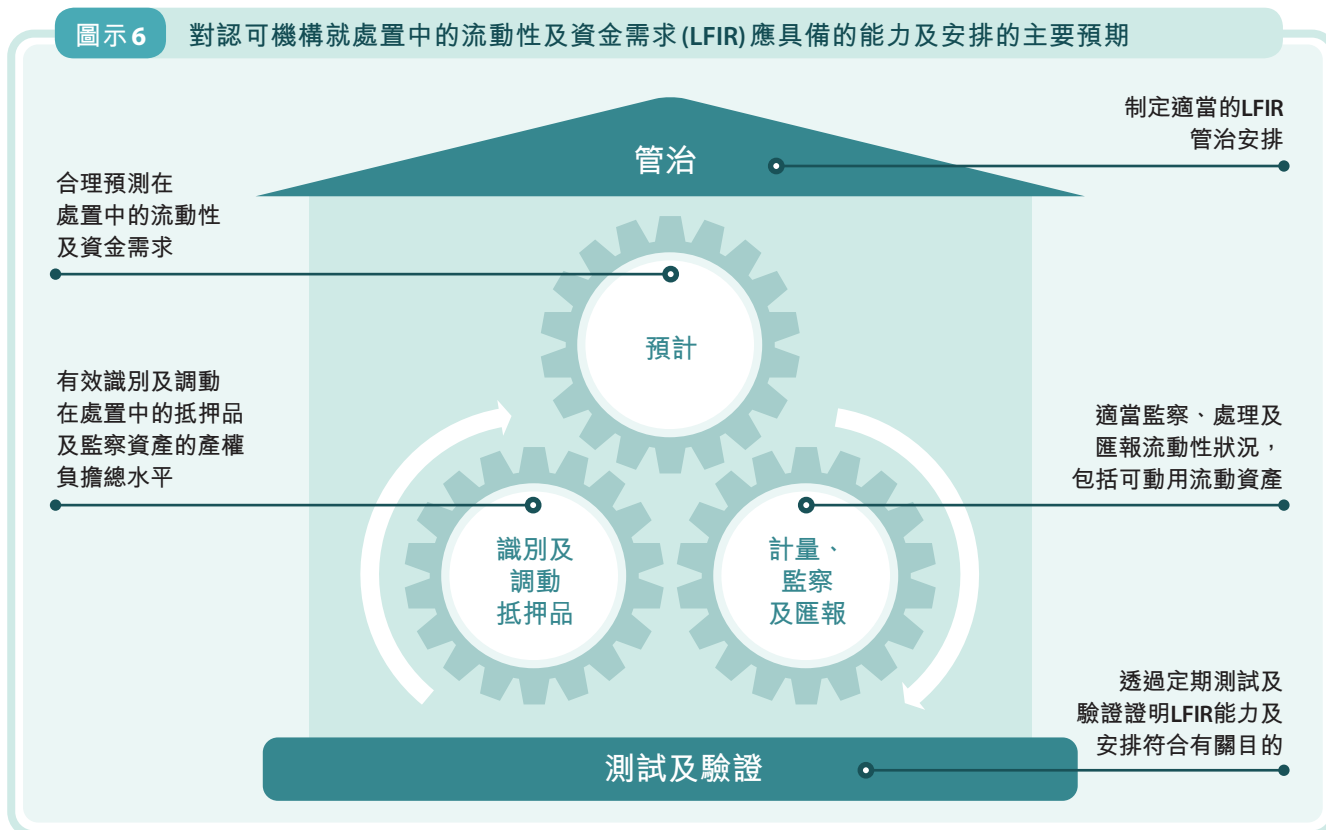 圖示6
對認可機構就處置中的流動性及資金需求(LFIR)應具備的能力及安排的主要預期
管治
制定適當的LFIR
管治安排
合理預測在
處置中的流動性
及資金需求
預計
有效識別及調動
在處置中的抵押品
及監察資產的產權
負擔總水平
適當監察、處理及
匯報流動性狀況，
包括可動用流動資產
識別及
調動
抵押品
計量、
監察
及匯報
透過定期測試及
驗證證明LFIR能力及
安排符合有關目的
測試及驗證